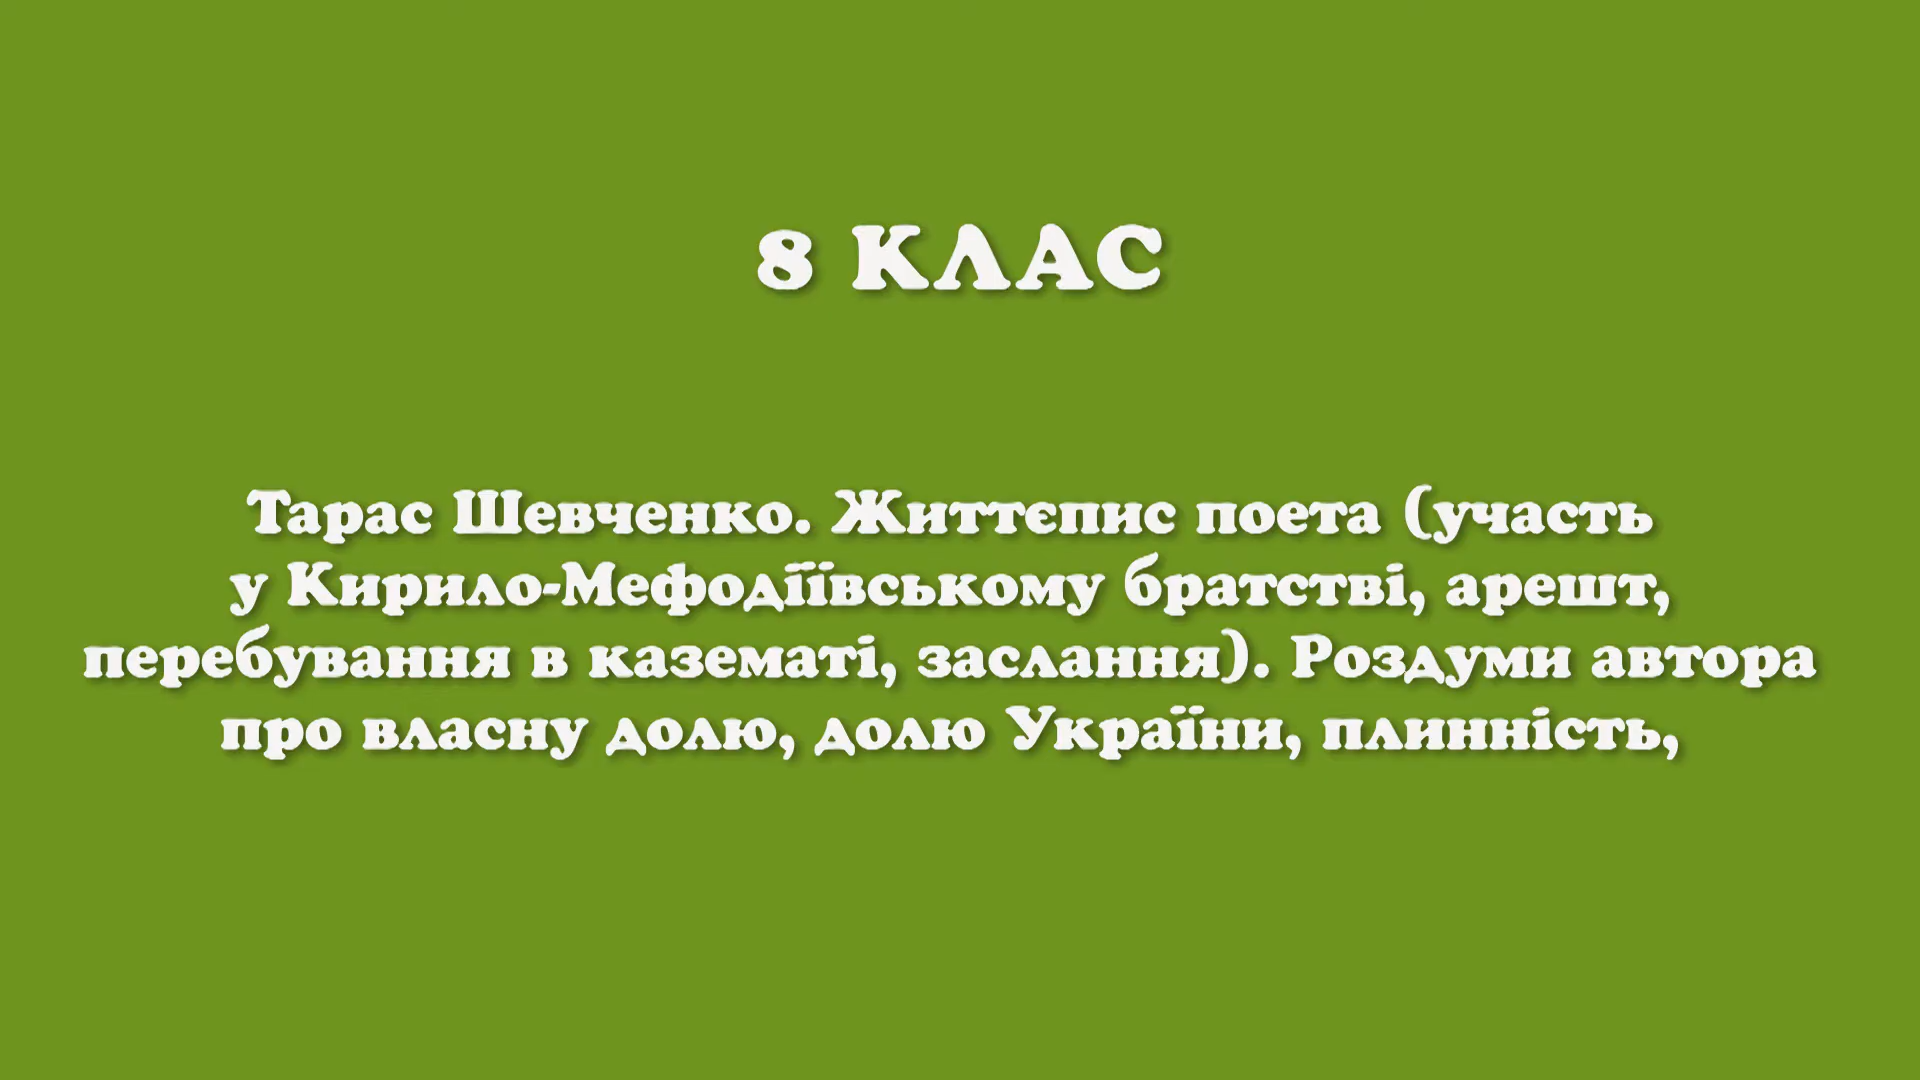 8 КЛАС
Тарас Шевченко. Життєпис поета (участь
у Кирило-Мефодіївському братстві, арешт,
перебування в казематі, заслання). Роздуми автора
про власну долю, долю України, плинність,